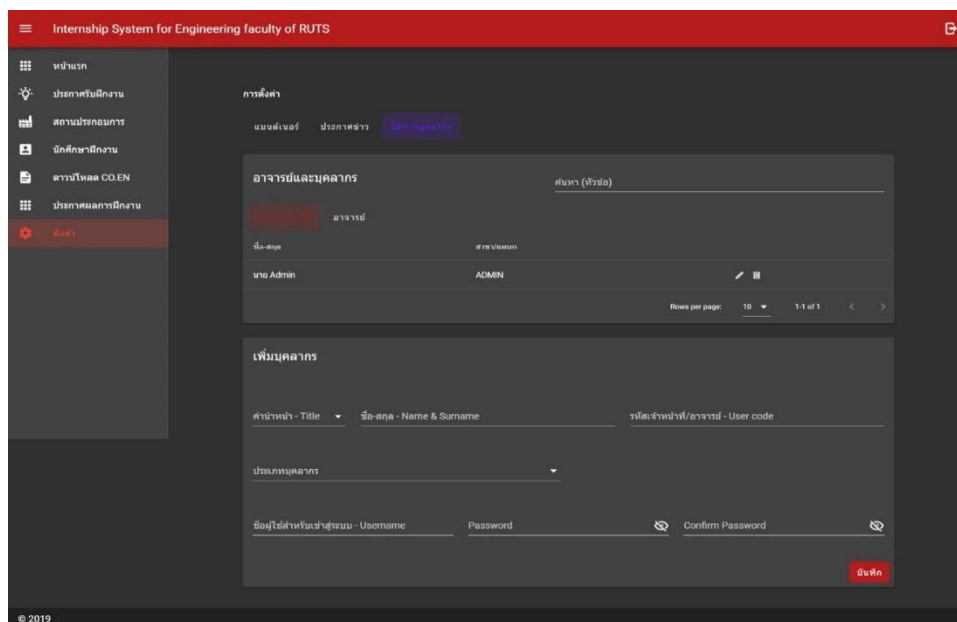 Internship System for Engineering faculty of RUTS
หน้าแรก
ประกาศรับฝึกงาน
สถานประกอบการ
นักศึกษาฝึกงาน
ดาวน์โหลด CO.EN
ประกาศผลการฝึกงาน
ตั้งค่า
การตั้งค่า
แบนด์เนอร์ ประกาศข่าว จัดการบุคลากร
อาจารย์และบุคลากร
ค้นหา (หัวข้อ)
อาจารย์
ชื่อ-สกุล สาขา/แผนก
นาย Admin ADMIN
Rows per page: 10 1-1 of 1
เพิ่มบุคลากร
คำนำหน้า - Title ชื่อ-สกุล - Name & Surname รหัสเจ้าหน้าที่/อาจารย์ - User code
ประเภทบุคลากร
ชื่อผู้ใช้สำหรับเข้าสู่ระบบ - Username Password Confirm Password
บันทึก
© 2019